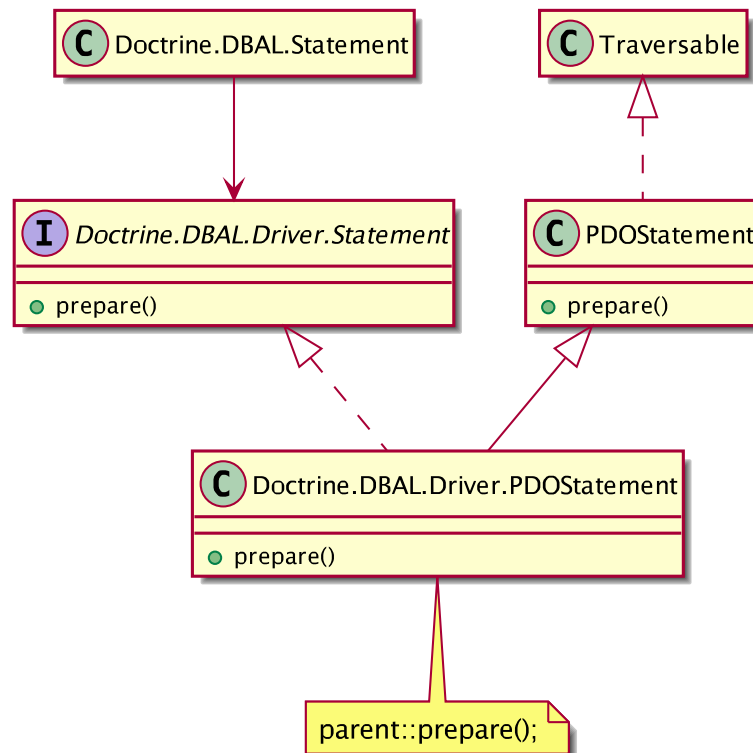 C Doctrine.DBAL.Statement
C Traversable
I Doctrine.DBAL.Driver.Statement
prepare()
C PDOStatement
prepare()
C Doctrine.DBAL.Driver.PDOStatement
prepare()
parent::prepare();